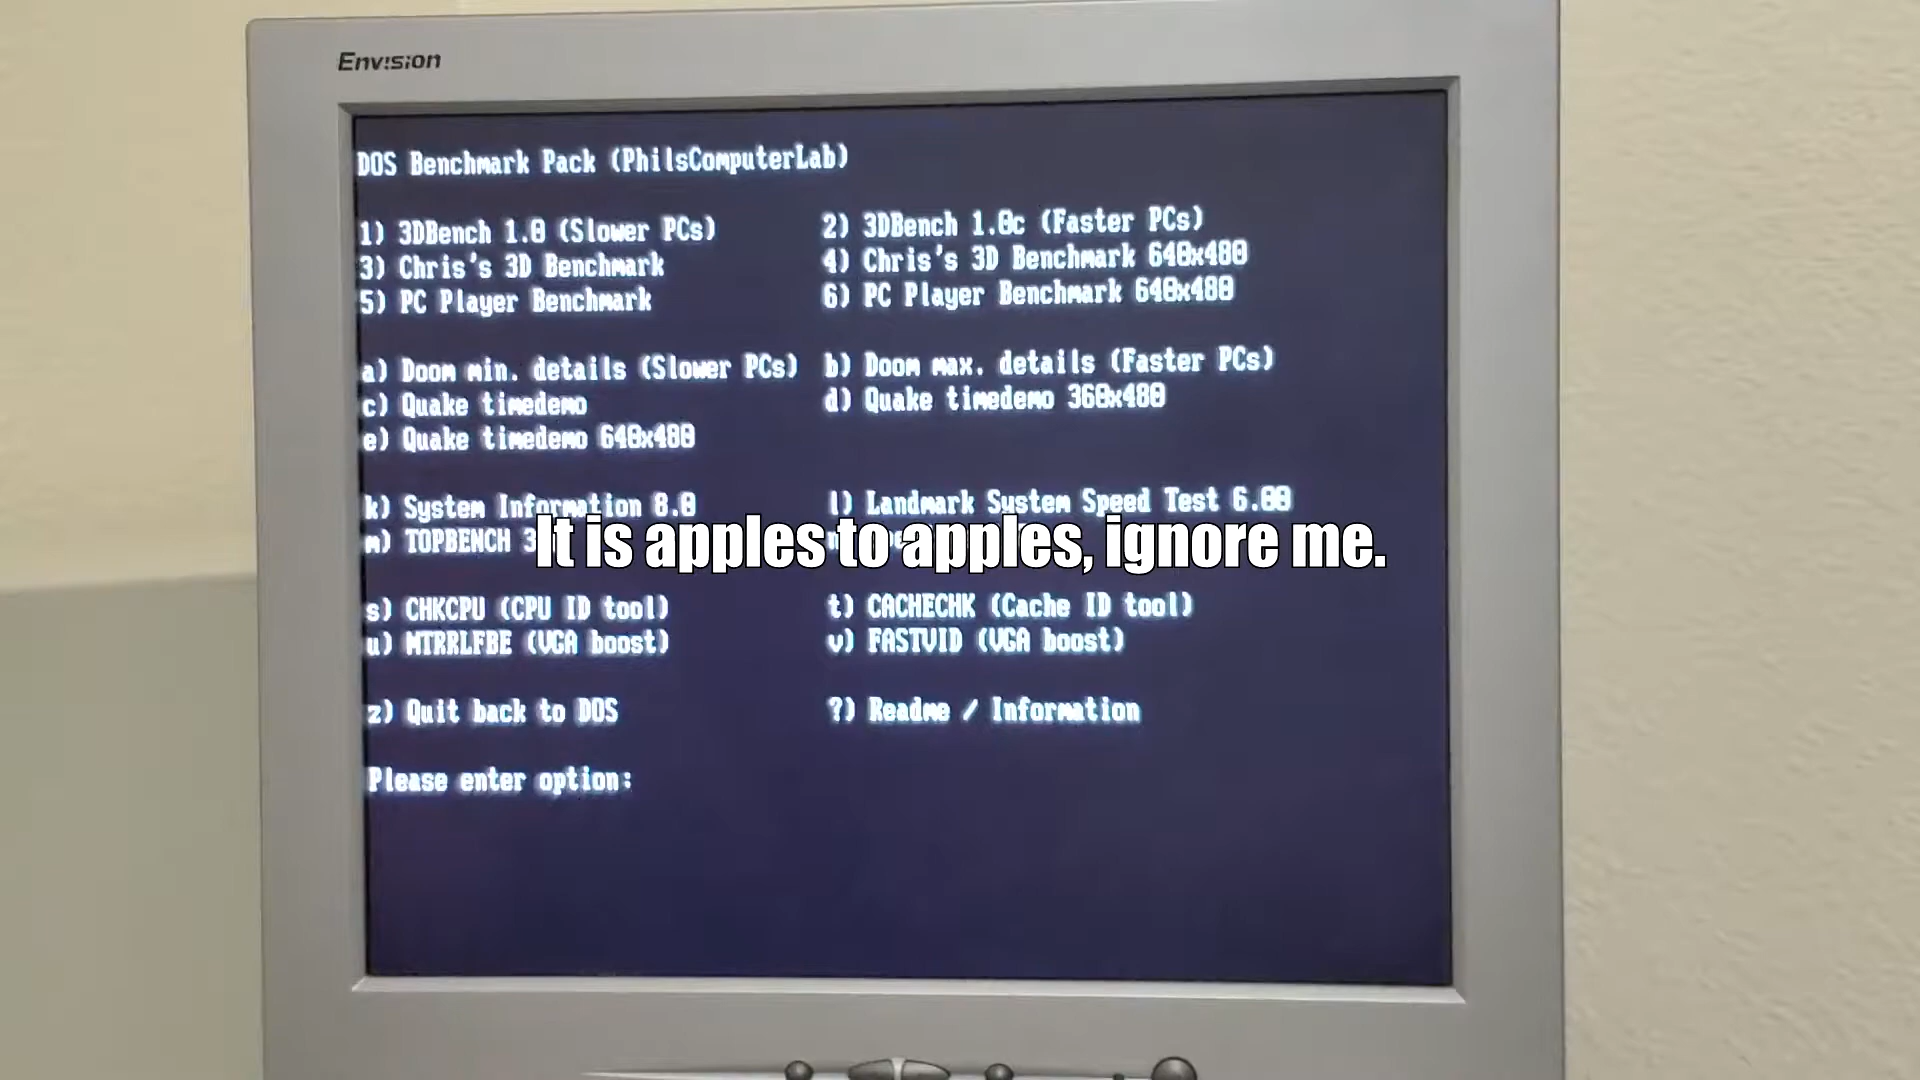 Envision
DOS Benchmark Pack (PhilsComputerLab)
1) 3DBench 1.0 (Slower PCs) 2) 3DBench 1.0c (Faster PCs)
3) Chris's 3D Benchmark 4) Chris's 3D Benchmark 640x480
5) PC Player Benchmark 6) PC Player Benchmark 640x480
a) Doom min. details (Slower PCs) b) Doom max. details (Faster PCs)
c) Quake timedemo d) Quake timedemo 360x480
e) Quake timedemo 640x480
k) System Information 8.0 l) Landmark System Speed Test 6.00
m) TOPBENCH
It is apples to apples, ignore me.
s) CHKCPU (CPU ID tool) t) CACHECHK (Cache ID tool)
u) MTRRLFBE (VGA boost) v) FASTVID (VGA boost)
z) Quit back to DOS ?) Readme / Information
Please enter option: